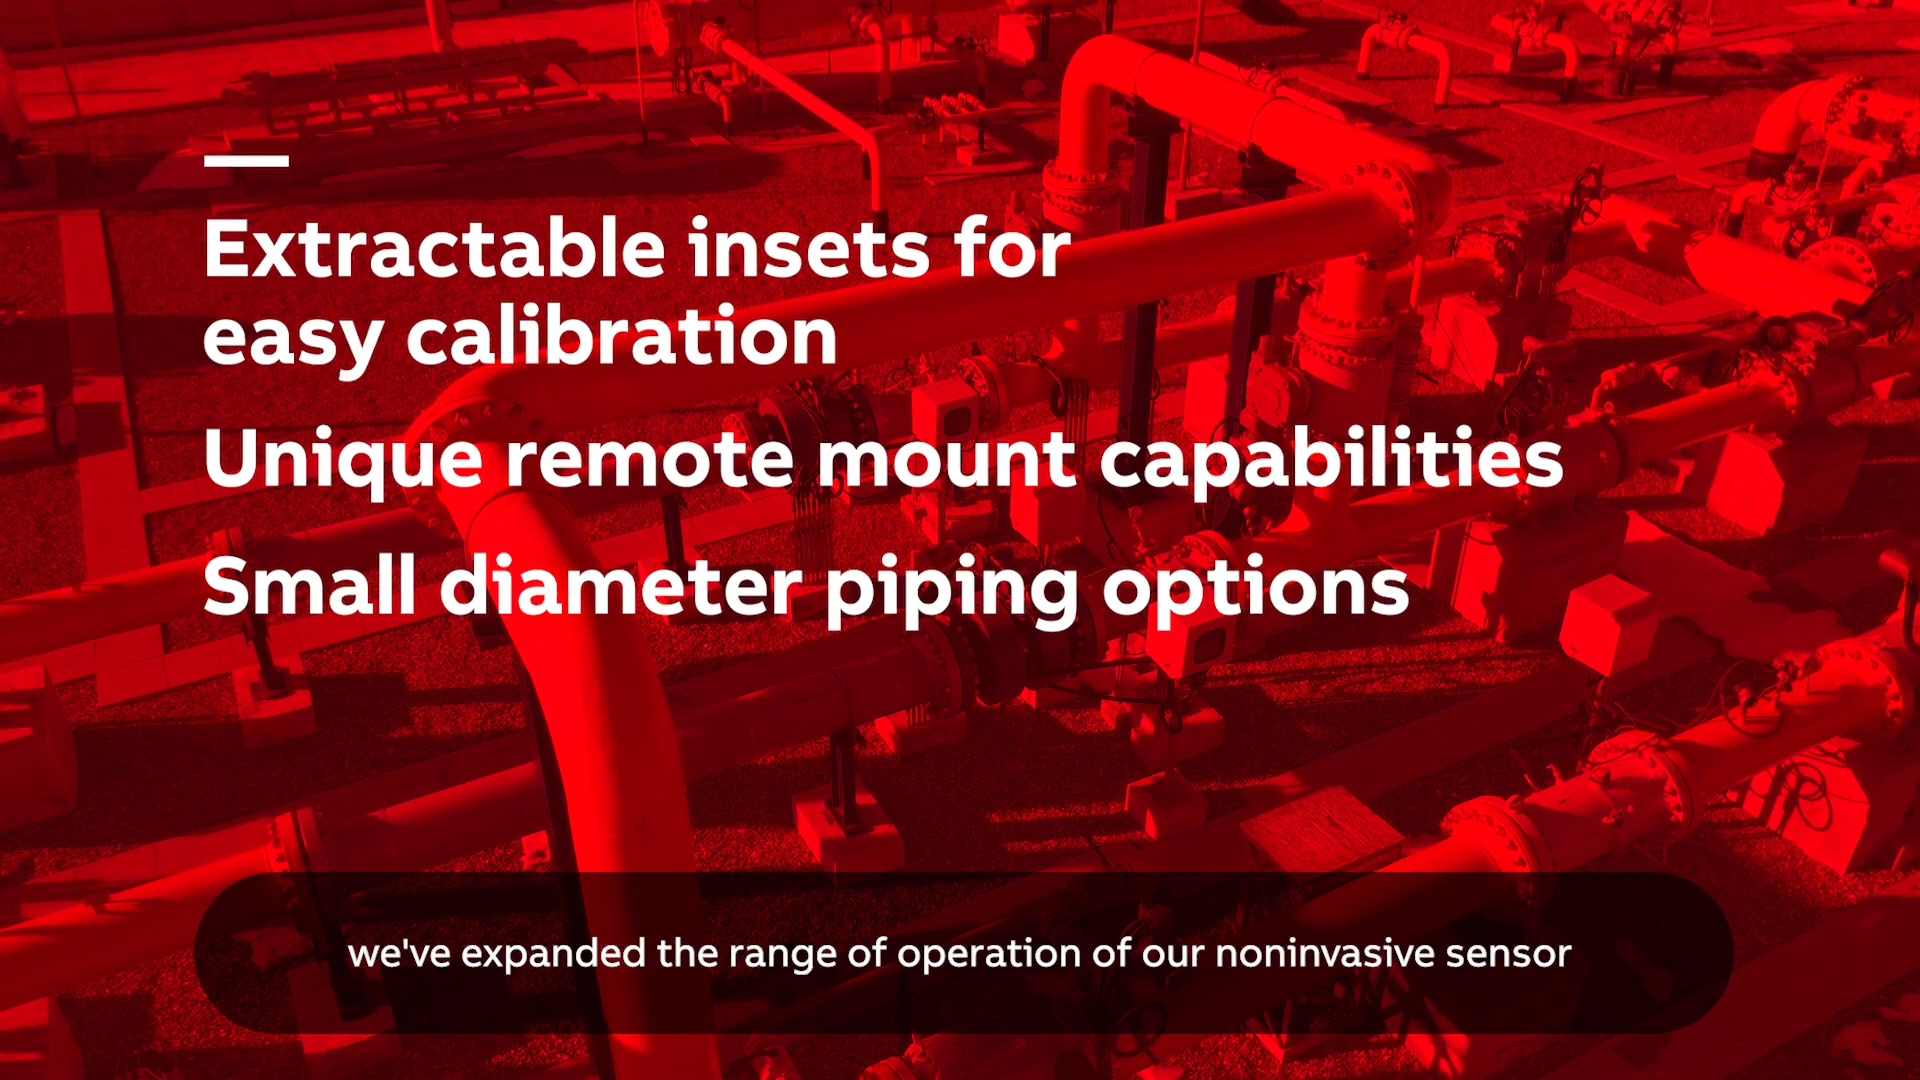 Extractable insets for
easy calibration
Unique remote mount capabilities
Small diameter piping options
we've expanded the range of operation of our noninvasive sensor